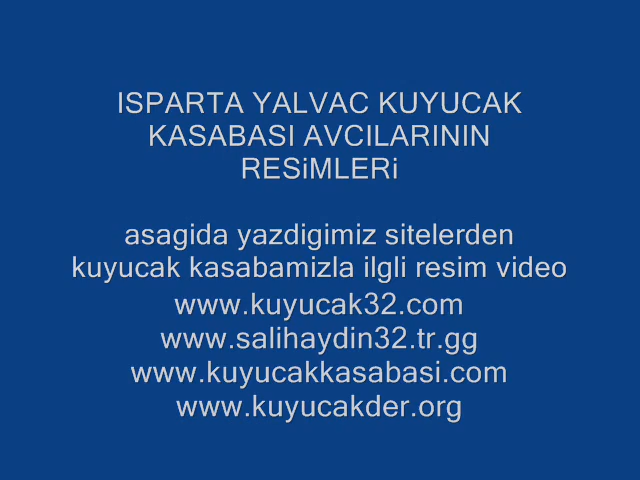 ISPARTA YALVAC KUYUCAK
KASABASI AVCILARININ
RESiMLERi
asagida yazdigimiz sitelerden
kuyucak kasabamizla ilgli resim video
www.kuyucak32.com
www.salihaydin32.tr.gg
www.kuyucakkasabasi.com
www.kuyucakder.org